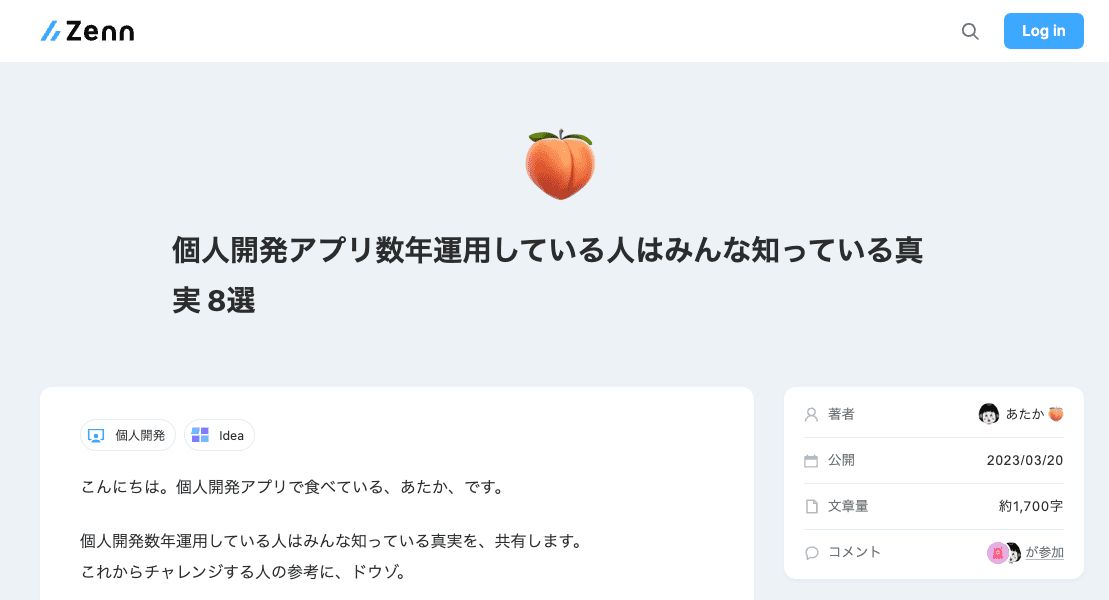 Zenn
Log in
個人開発アプリ数年運用している人はみんな知っている真
実 8選
個人開発
Idea
こんにちは。個人開発アプリで食べている、あたか、です。
個人開発数年運用している人はみんな知っている真実を、共有します。
これからチャレンジする人の参考に、ドウゾ。
著者
あたか🍑
公開
2023/03/20
文章量
約1,700字
コメント
が参加